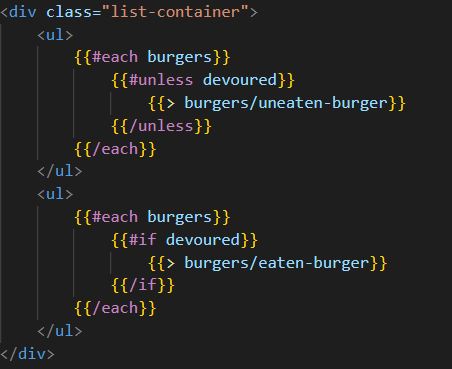 <div class="list-container">
    <ul>
        {{#each burgers}}
            {{#unless devoured}}
                {{> burgers/uneaten-burger}}
            {{/unless}}
        {{/each}}
    </ul>
    <ul>
        {{#each burgers}}
            {{#if devoured}}
                {{> burgers/eaten-burger}}
            {{/if}}
        {{/each}}
    </ul>
</div>